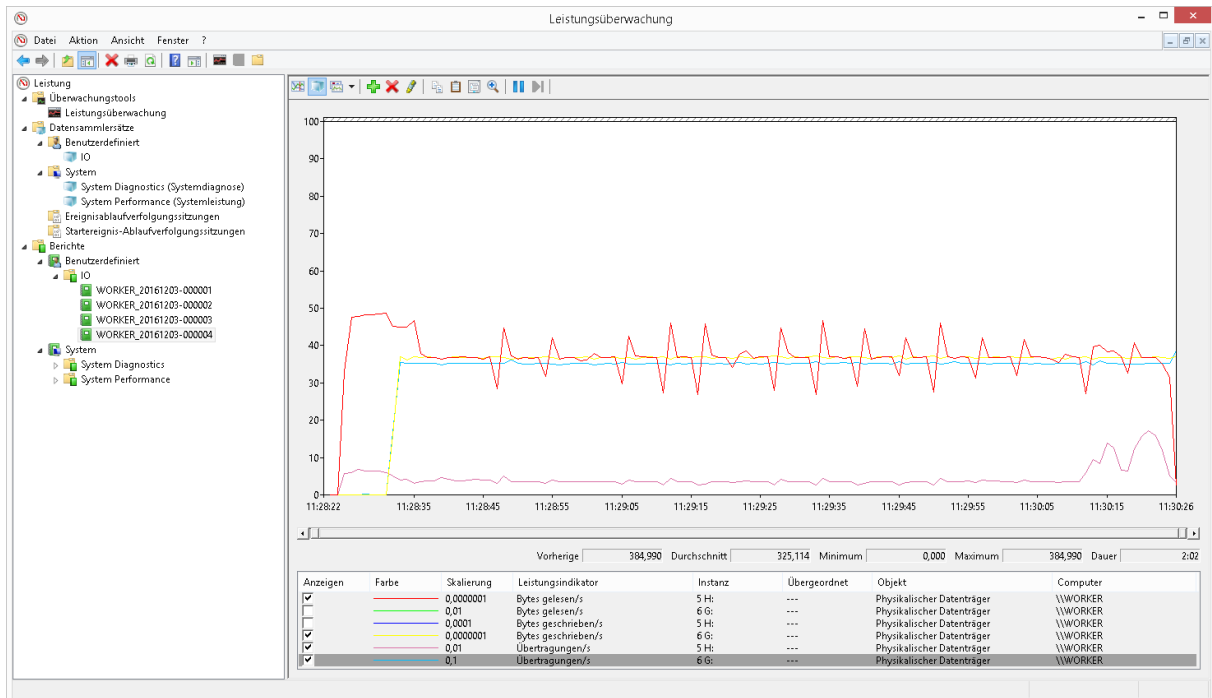 Leistungsüberwachung
Datei Aktion Ansicht Fenster ?
Leistung
Überwachungstools
Leistungsüberwachung
Datensammlersätze
Benutzerdefiniert
IO
System
System Diagnostics (Systemdiagnose)
System Performance (Systemleistung)
Ereignisablaufverfolgungssitzungen
Startereignis-Ablaufverfolgungssitzungen
Berichte
Benutzerdefiniert
IO
WORKER_20161203-000001
WORKER_20161203-000002
WORKER_20161203-000003
WORKER_20161203-000004
System
System Diagnostics
System Performance
100
90
80
70
60
50
40
30
20
10
0
11:28:22 11:28:35 11:28:45 11:28:55 11:29:05 11:29:15 11:29:25 11:29:35 11:29:45 11:29:55 11:30:05 11:30:15 11:30:26
Vorherige 384,990 Durchschnitt 325,114 Minimum 0,000 Maximum 384,990 Dauer 2:02
Anzeigen Farbe Skalierung Leistungsindikator Instanz Übergeordnet Objekt Computer
0,0000001 Bytes gelesen/s 5 H: --- Physikalischer Datenträger \\WORKER
0,01 Bytes gelesen/s 6 G: --- Physikalischer Datenträger \\WORKER
0,0001 Bytes geschrieben/s 5 H: --- Physikalischer Datenträger \\WORKER
0,0000001 Bytes geschrieben/s 6 G: --- Physikalischer Datenträger \\WORKER
0,01 Übertragungen/s 5 H: --- Physikalischer Datenträger \\WORKER
0,1 Übertragungen/s 6 G: --- Physikalischer Datenträger \\WORKER